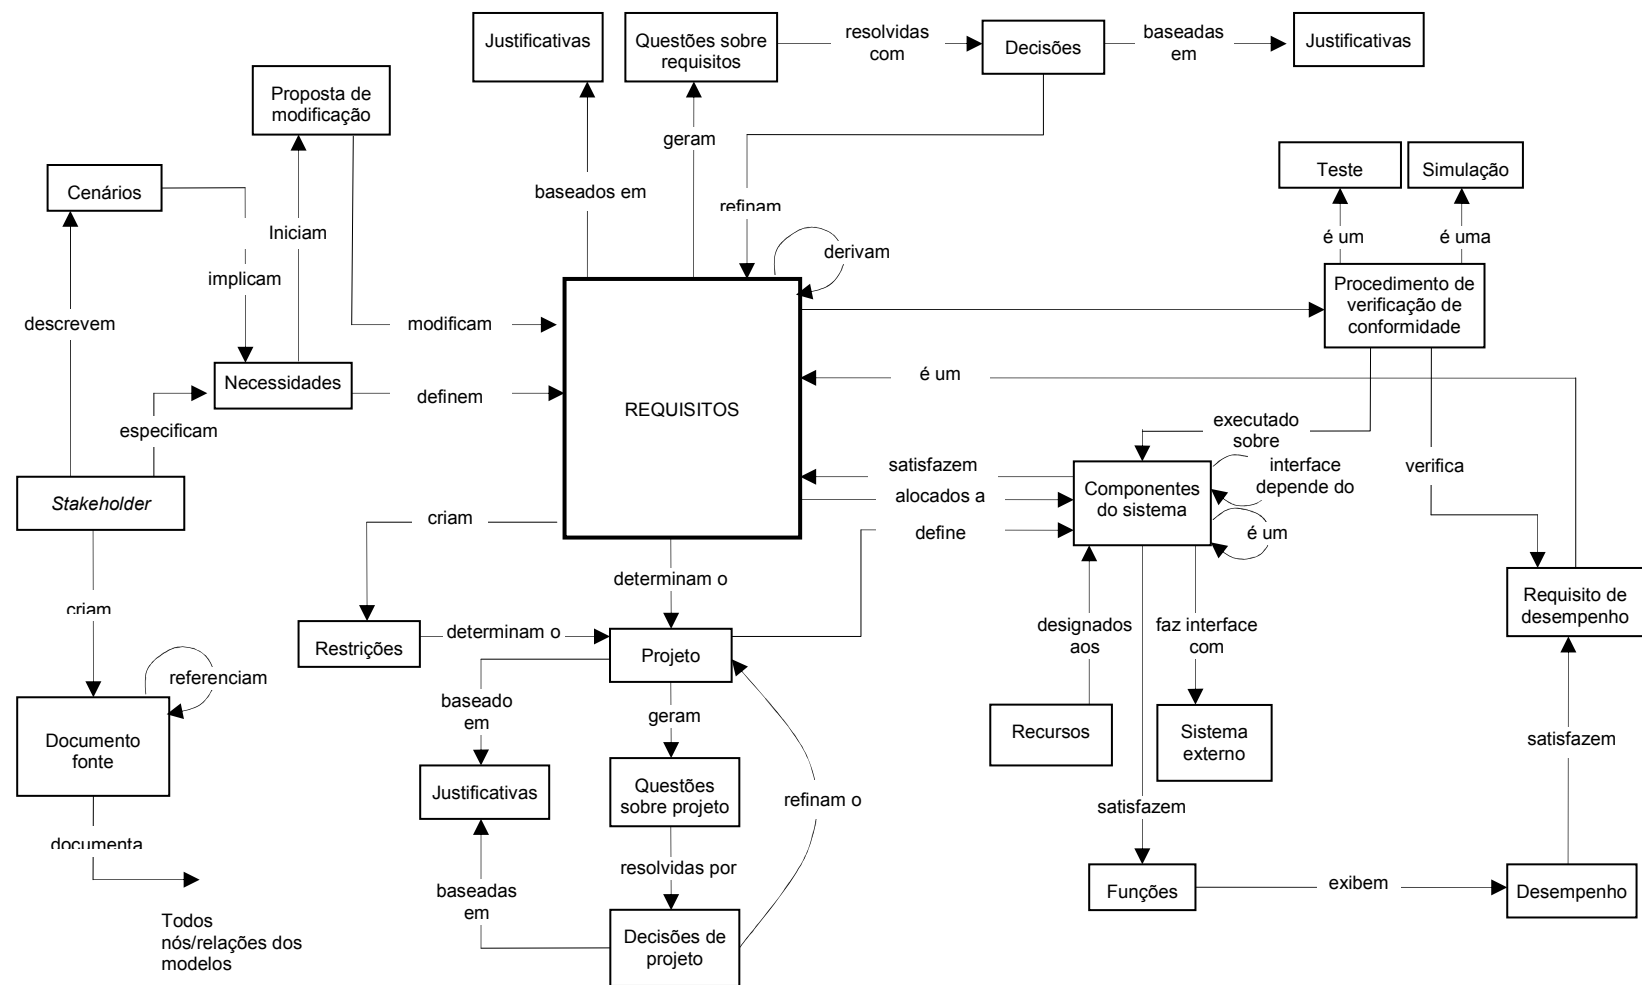 Justificativas
Questões sobre
requisitos
resolvidas
com
Decisões
baseadas
em
Justificativas
Proposta de
modificação
geram
Teste
Simulação
Cenários
baseados em
refinam
Iniciam
derivam
é um
é uma
implicam
Procedimento de
verificação de
conformidade
descrevem
modificam
Necessidades
definem
REQUISITOS
é um
especificam
executado
sobre
satisfazem
interface
depende do
verifica
Stakeholder
alocados a
Componentes
do sistema
criam
define
é um
determinam o
Requisito de
desempenho
criam
determinam o
designados
aos
faz interface
com
Restrições
Projeto
referenciam
baseado
em
geram
Recursos
Sistema
externo
satisfazem
Documento
fonte
Justificativas
Questões
sobre projeto
refinam o
satisfazem
documenta
resolvidas por
baseadas
em
Funções
exibem
Desempenho
Todos
nós/relações dos
modelos
Decisões de
projeto